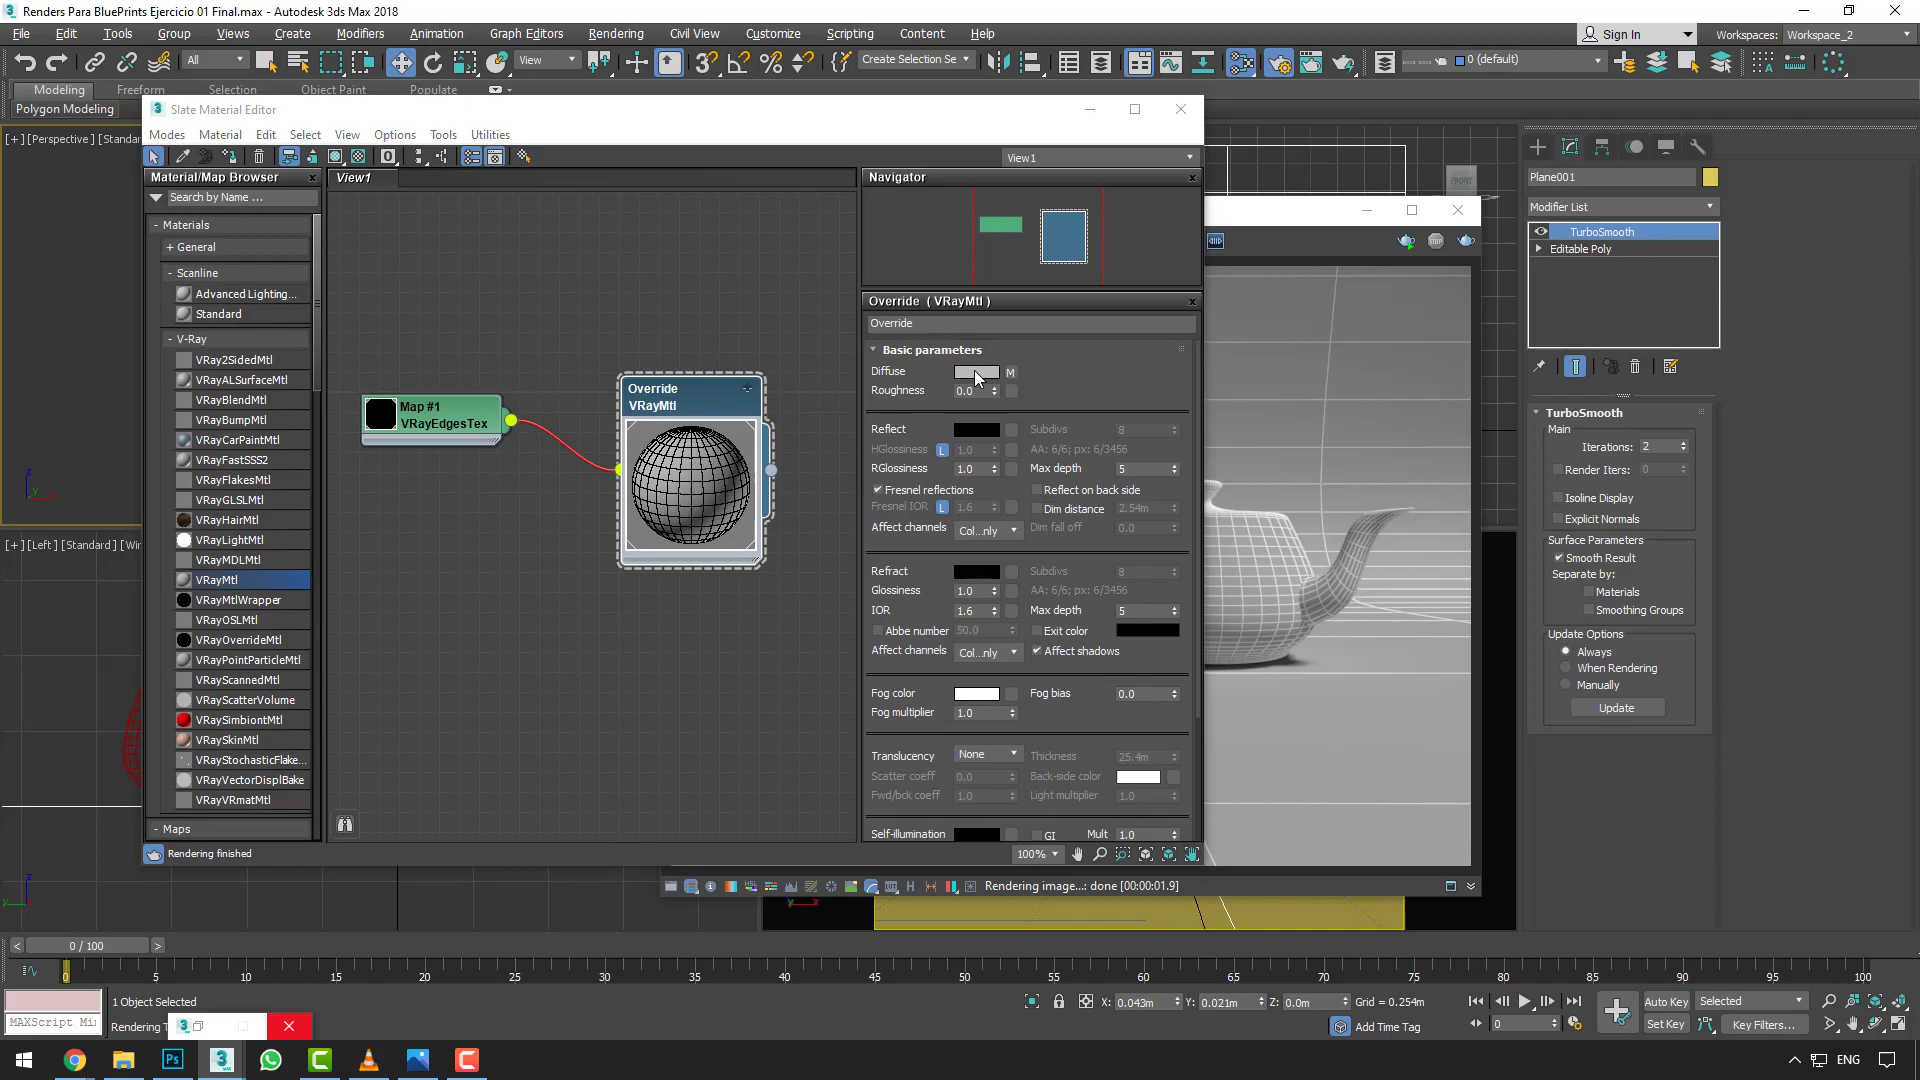 Renders Para BluePrints Ejercicio 01 Final.max - Autodesk 3ds Max 2018
File Edit Tools Group Views Create Modifiers Animation Graph Editors Rendering Civil View Customize Scripting Content Help
Sign In Workspaces: Workspace_2
All View Create Selection Se 0 (default)
Modeling Freeform Selection Object Paint Populate
Polygon Modeling
Slate Material Editor
Modes Material Edit Select View Options Tools Utilities
View1
Material/Map Browser
Search by Name ...
- Materials
+ General
- Scanline
Advanced Lighting...
Standard
- V-Ray
VRay2SidedMtl
VRayALSurfaceMtl
VRayBlendMtl
VRayBumpMtl
VRayCarPaintMtl
VRayFastSSS2
VRayFlakesMtl
VRayGLSLMtl
VRayHairMtl
VRayLightMtl
VRayMDLMtl
VRayMtl
VRayMtlWrapper
VRayOSLMtl
VRayOverrideMtl
VRayPointParticleMtl
VRayScannedMtl
VRayScatterVolume
VRaySimbiontMtl
VRaySkinMtl
VRayStochasticFlake...
VRayVectorDisplBake
VRayVRmatMtl
- Maps
Rendering finished
View1
Map #1
VRayEdgesTex
Override
VRayMtl
Navigator
Override ( VRayMtl )
Override
Basic parameters
Diffuse M
Roughness 0.0
Reflect Subdivs 8
HGlossiness L 1.0 AA: 6/6; px: 6/3456
RGlossiness 1.0 Max depth 5
Fresnel reflections Reflect on back side
Fresnel IOR L 1.6 Dim distance 2.54m
Affect channels Col...nly Dim fall off 0.0
Refract Subdivs 8
Glossiness 1.0 AA: 6/6; px: 6/3456
IOR 1.6 Max depth 5
Abbe number 50.0 Exit color
Affect channels Col...nly Affect shadows
Fog color Fog bias 0.0
Fog multiplier 1.0
Translucency None Thickness 25.4m
Scatter coeff 0.0 Back-side color
Fwd/bck coeff 1.0 Light multiplier 1.0
Self-illumination GI Mult 1.0
100%
[+] [Perspective] [Standar
[+] [Left] [Standard] [Wir
FRONT
Rendering image...: done [00:00:01.9]
Plane001
Modifier List
TurboSmooth
Editable Poly
TurboSmooth
Main
Iterations: 2
Render Iters: 0
Isoline Display
Explicit Normals
Surface Parameters
Smooth Result
Separate by:
Materials
Smoothing Groups
Update Options
Always
When Rendering
Manually
Update
< 0 / 100 >
0 5 10 15 20 25 30 35 40 45 50 55 60 65 70 75 80 85 90 95 100
1 Object Selected
X: 0.043m Y: 0.021m Z: 0.0m Grid = 0.254m
Add Time Tag
MAXScript Mi
Rendering T
Auto Key Selected
Set Key Key Filters...
0
ENG